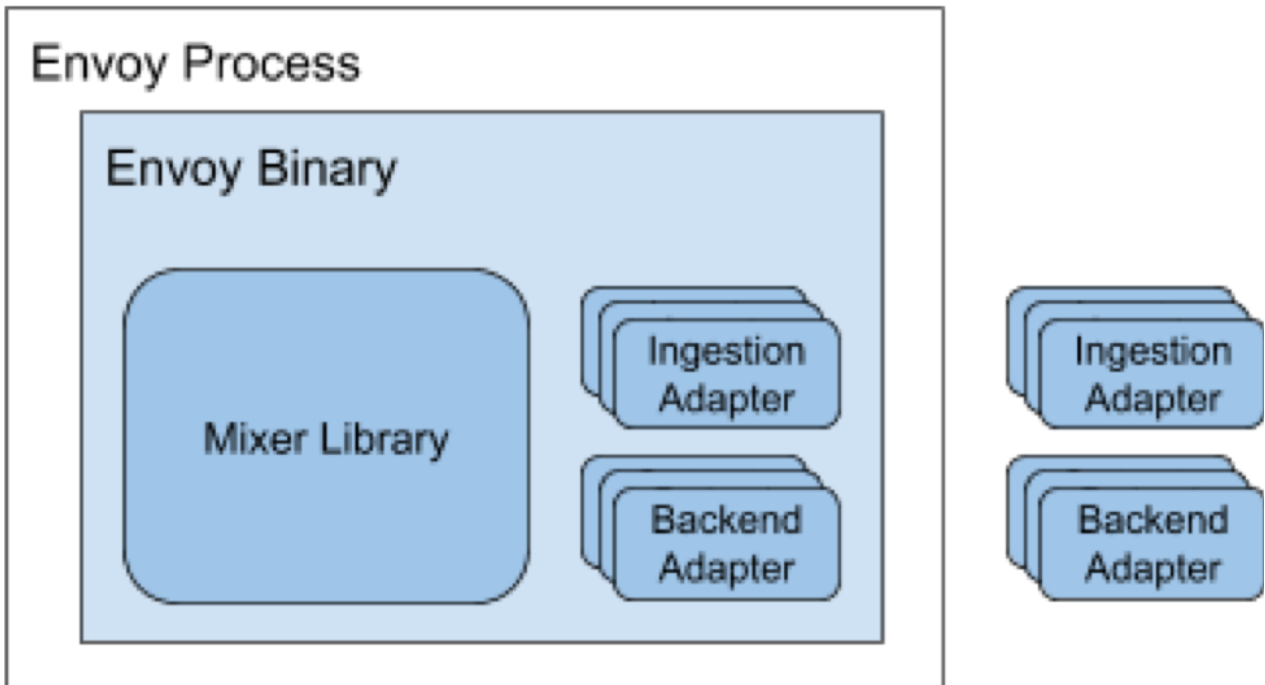 Envoy Process
Envoy Binary
Mixer Library
Ingestion
Adapter
Backend
Adapter
Ingestion
Adapter
Backend
Adapter